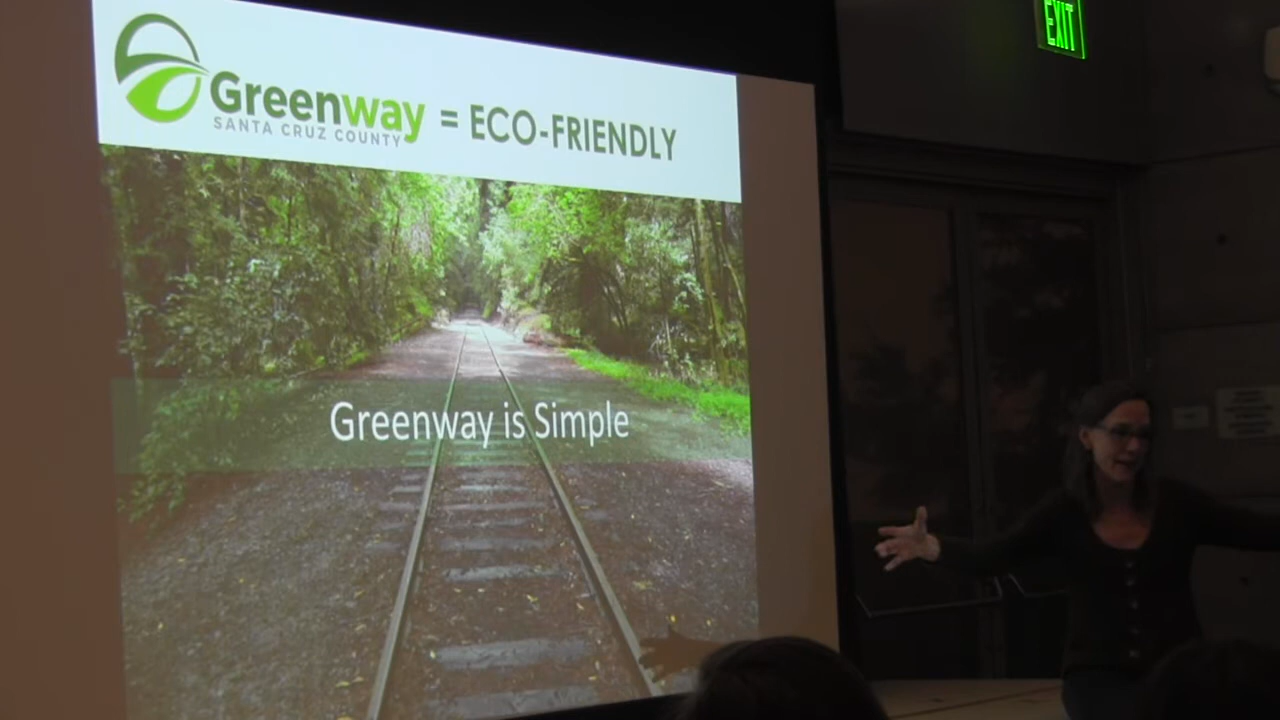 EXIT
Greenway = ECO-FRIENDLY
SANTA CRUZ COUNTY
Greenway is Simple